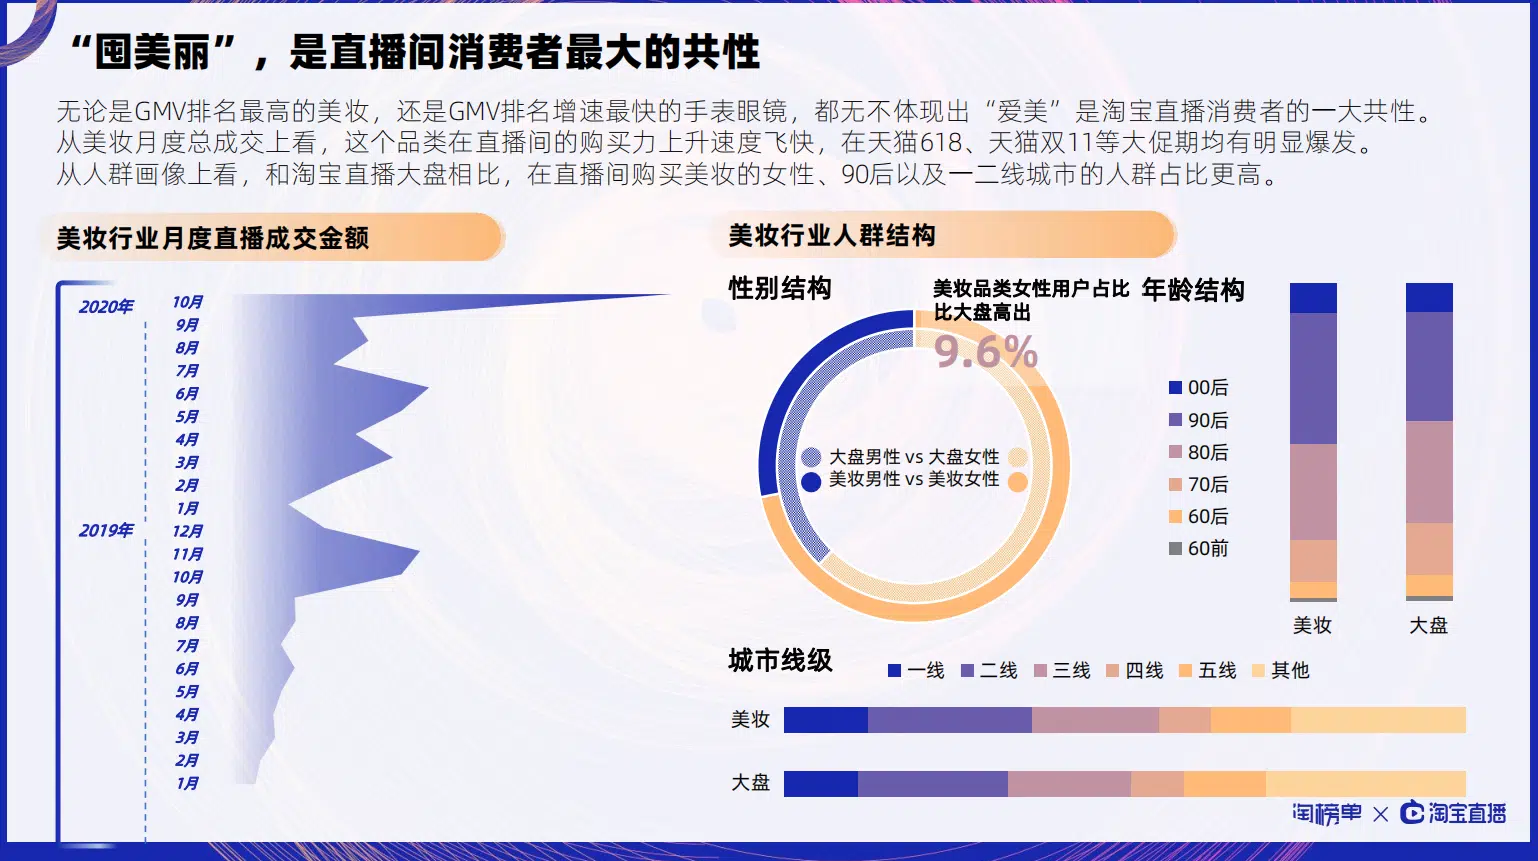 “囤美丽”，是直播间消费者最大的共性
无论是GMV排名最高的美妆，还是GMV排名增速最快的手表眼镜，都无不体现出“爱美”是淘宝直播消费者的一大共性。
从美妆月度总成交上看，这个品类在直播间的购买力上升速度飞快，在天猫618、天猫双11等大促期均有明显爆发。
从人群画像上看，和淘宝直播大盘相比，在直播间购买美妆的女性、90后以及一二线城市的人群占比更高。
美妆行业月度直播成交金额
2020年
10月
9月
8月
7月
6月
5月
4月
3月
2月
1月
2019年
12月
11月
10月
9月
8月
7月
6月
5月
4月
3月
2月
1月
美妆行业人群结构
性别结构
美妆品类女性用户占比
比大盘高出
9.6%
大盘男性 vs 大盘女性
美妆男性 vs 美妆女性
年龄结构
00后
90后
80后
70后
60后
60前
美妆
大盘
城市线级
一线 二线 三线 四线 五线 其他
美妆
大盘
淘榜单 × 淘宝直播